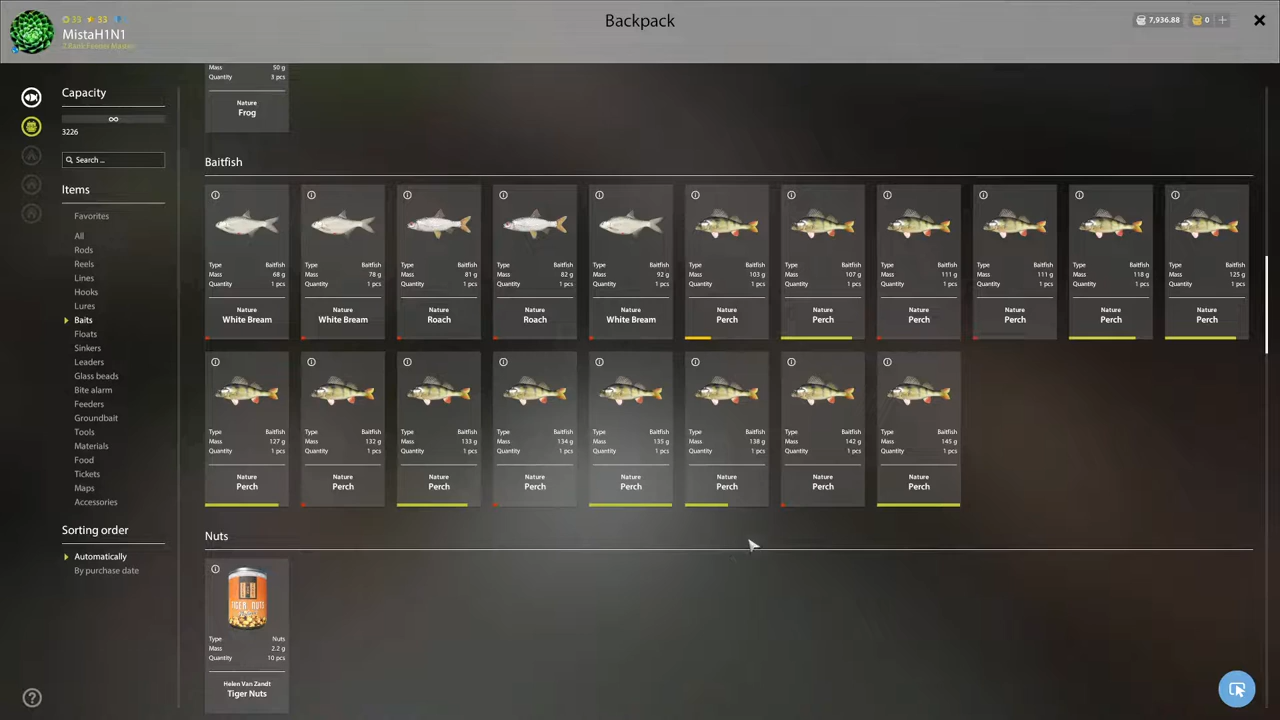 Backpack
33 33
MistaH1N1
7,936.88 0
Mass 50 g
Quantity 3 pcs
Nature
Frog
Capacity
∞
3226
Search ...
Items
Favorites
All
Rods
Reels
Lines
Hooks
Lures
Baits
Floats
Sinkers
Leaders
Glass beads
Bite alarm
Feeders
Groundbait
Tools
Materials
Food
Tickets
Maps
Accessories
Sorting order
Automatically
By purchase date
Baitfish
Type Baitfish Type Baitfish Type Baitfish Type Baitfish Type Baitfish Type Baitfish Type Baitfish Type Baitfish Type Baitfish Type Baitfish Type Baitfish
Mass 68 g Mass 78 g Mass 81 g Mass 82 g Mass 92 g Mass 103 g Mass 107 g Mass 111 g Mass 111 g Mass 118 g Mass 125 g
Quantity 1 pcs Quantity 1 pcs Quantity 1 pcs Quantity 1 pcs Quantity 1 pcs Quantity 1 pcs Quantity 1 pcs Quantity 1 pcs Quantity 1 pcs Quantity 1 pcs Quantity 1 pcs
Nature Nature Nature Nature Nature Nature Nature Nature Nature Nature Nature
White Bream White Bream Roach Roach White Bream Perch Perch Perch Perch Perch Perch
Type Baitfish Type Baitfish Type Baitfish Type Baitfish Type Baitfish Type Baitfish Type Baitfish Type Baitfish
Mass 127 g Mass 132 g Mass 133 g Mass 134 g Mass 135 g Mass 138 g Mass 142 g Mass 145 g
Quantity 1 pcs Quantity 1 pcs Quantity 1 pcs Quantity 1 pcs Quantity 1 pcs Quantity 1 pcs Quantity 1 pcs Quantity 1 pcs
Nature Nature Nature Nature Nature Nature Nature Nature
Perch Perch Perch Perch Perch Perch Perch Perch
Nuts
TIGER NUTS
Type Nuts
Mass 2.2 g
Quantity 10 pcs
Helen Van Zandt
Tiger Nuts